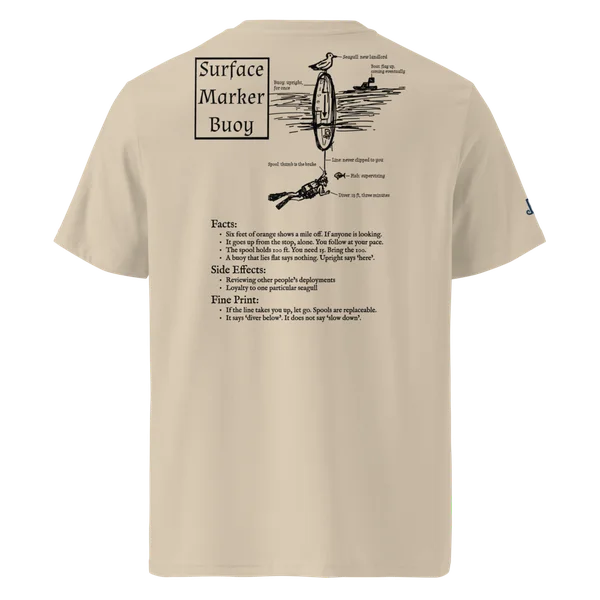 Surface
Marker
Buoy
Seagull: new landlord
Boat: flag up,
coming eventually
Buoy: upright,
for once
Line: never clipped to you
Spool: thumb is the brake
Fish: supervising
Diver: 15 ft, three minutes
Facts:
• Six feet of orange shows a mile off. If anyone is looking.
• It goes up from the stop, alone. You follow at your pace.
• The spool holds 100 ft. You need 15. Bring the 100.
• A buoy that lies flat says nothing. Upright says 'here'.
Side Effects:
• Reviewing other people's deployments
• Loyalty to one particular seagull
Fine Print:
• If the line takes you up, let go. Spools are replaceable.
• It says 'diver below'. It does not say 'slow down'.